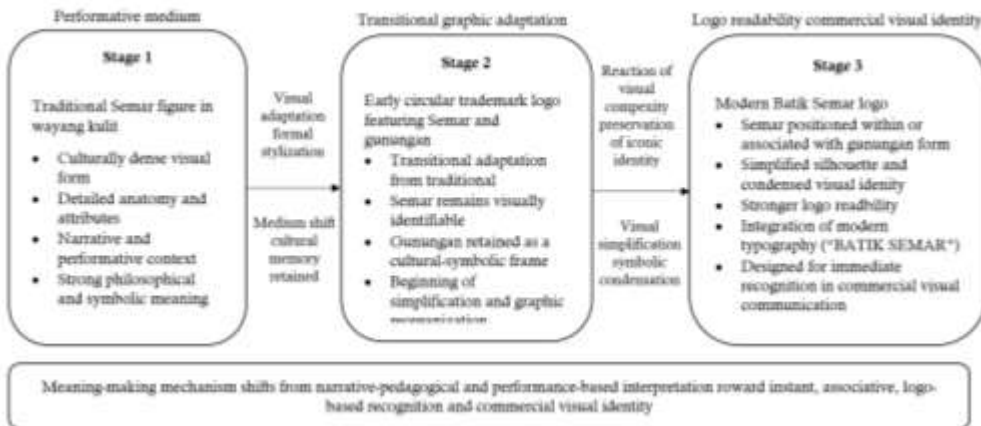 Performative medium
Stage 1
Traditional Semar figure in
wayang kulit
• Culturally dense visual
form
• Detailed anatomy and
attributes
• Narrative and
performative context
• Strong philosophical
and symbolic meaning
Visual
adaptation
formal
stylization
Medium shift
cultural
memory
retained
Transitional graphic adaptation
Stage 2
Early circular trademark logo
featuring Semar and
gunungan
• Transitional adaptation
from traditional
• Semar remains visually
identifiable
• Gunungan retained as a
cultural-symbolic frame
• Beginning of
simplification and graphic
Reaction of
visual
compexity
preservation
of iconic
identity
Visual
simplification
symbolic
condensation
Logo readability commercial visual identity
Stage 3
Modern Batik Semar logo
• Semar positioned within or
associated with gunungan form
• Simplified silhouette and
condensed visual idenity
• Stronger logo readbility
• Integration of modern
typography ("BATIK SEMAR")
• Designed for immediate
recognition in commercial visual
communication
Meaning-making mechanism shifts from narrative-pedagogical and performance-based interpretation toward instant, associative, logo-
based recognition and commercial visual identity